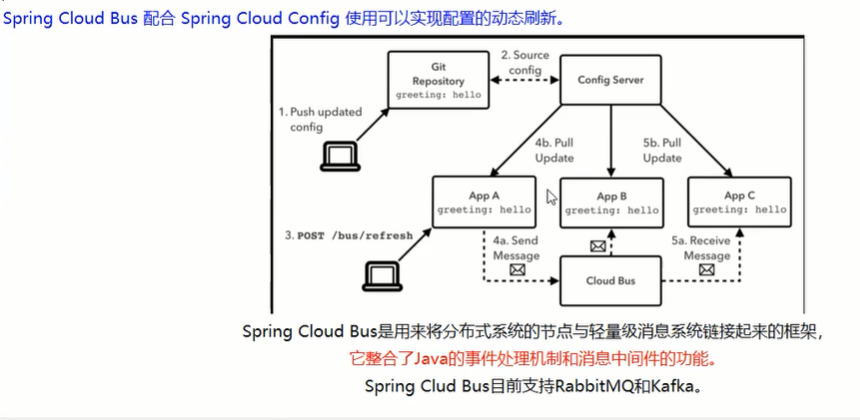 Spring Cloud Bus 配合 Spring Cloud Config 使用可以实现配置的动态刷新。
Git
Repository
greeting: hello
2. Source
config
Config Server
1. Push updated
config
4b. Pull
Update
5b. Pull
Update
App A
greeting: hello
App B
greeting: hello
App C
greeting: hello
3. POST /bus/refresh
4a. Send
Message
5a. Receive
Message
Cloud Bus
Spring Cloud Bus是用来将分布式系统的节点与轻量级消息系统链接起来的框架，
它整合了Java的事件处理机制和消息中间件的功能。
Spring Clud Bus目前支持RabbitMQ和Kafka。